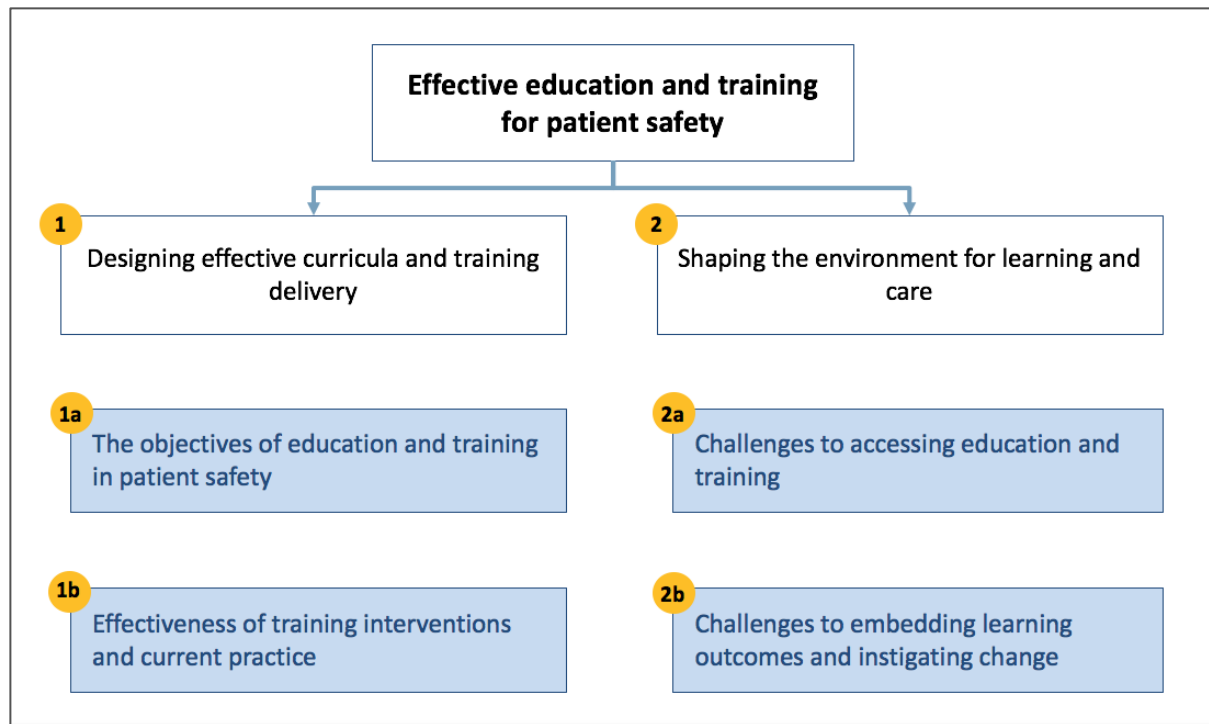 Effective education and training
for patient safety
1
Designing effective curricula and training
delivery
2
Shaping the environment for learning and
care
1a
The objectives of education and training
in patient safety
2a
Challenges to accessing education and
training
1b
Effectiveness of training interventions
and current practice
2b
Challenges to embedding learning
outcomes and instigating change